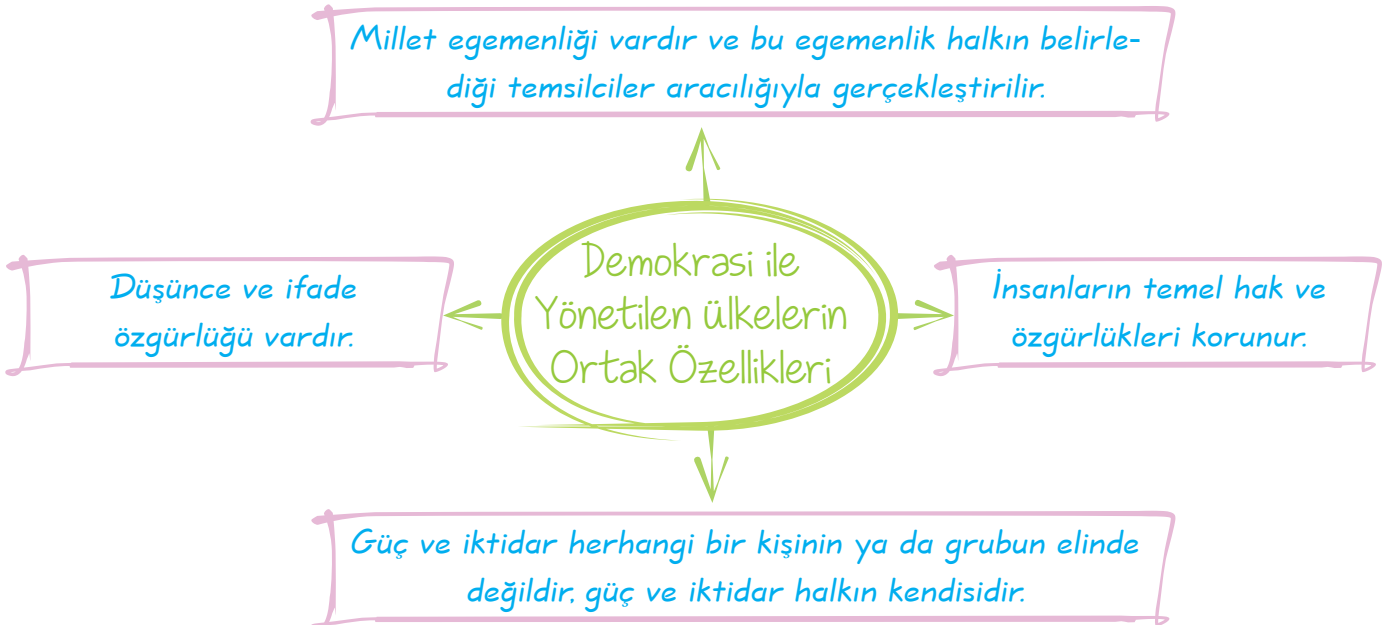 Millet egemenliği vardır ve bu egemenlik halkın belirle-
diği temsilciler aracılığıyla gerçekleştirilir.
Düşünce ve ifade
özgürlüğü vardır.
Demokrasi ile
Yönetilen ülkelerin
Ortak Özellikleri
İnsanların temel hak ve
özgürlükleri korunur.
Güç ve iktidar herhangi bir kişinin ya da grubun elinde
değildir, güç ve iktidar halkın kendisidir.